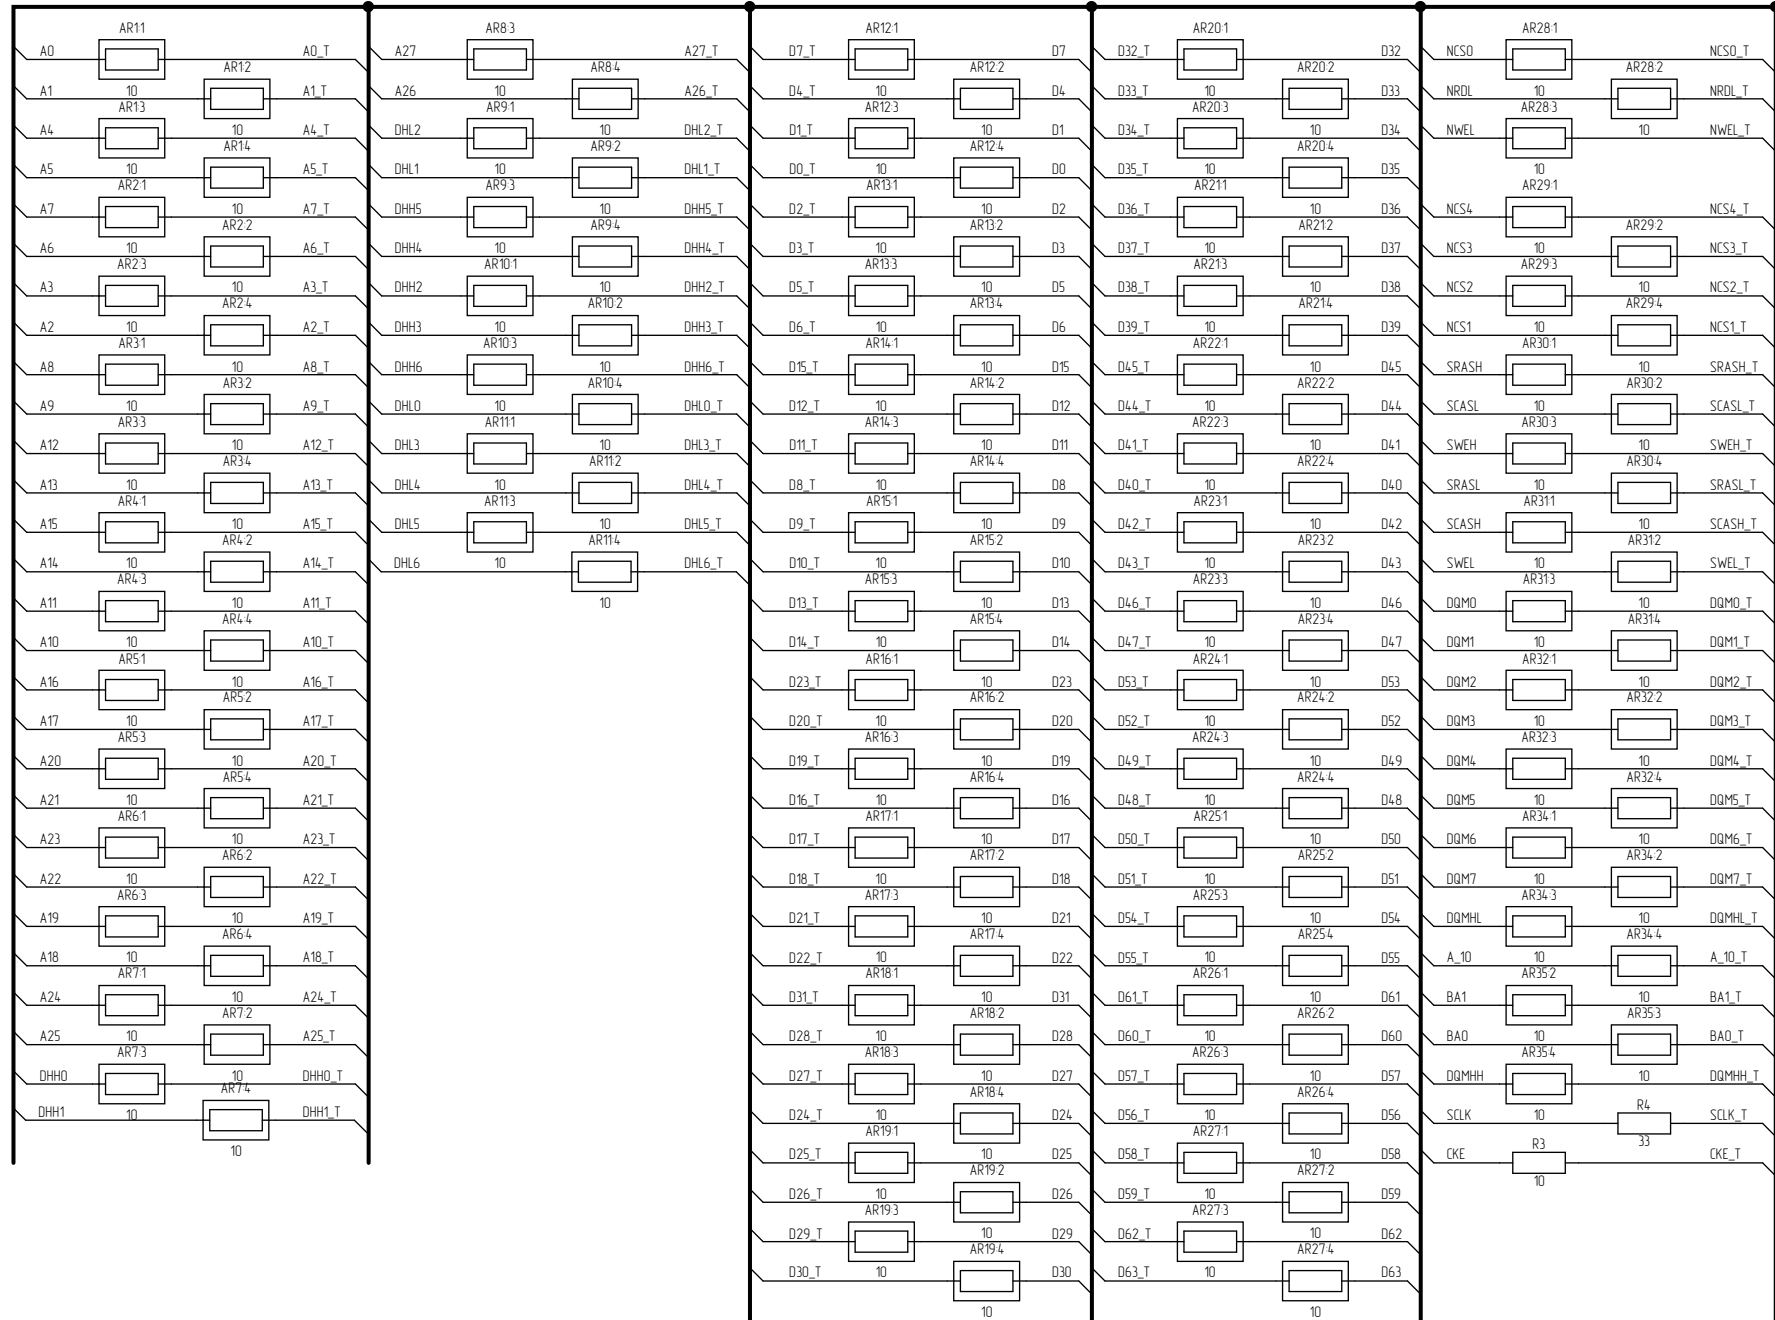 AR1:1
A0 A0_T
10
AR1:2
A1 A1_T
10
AR1:3
A4 A4_T
10
AR1:4
A5 A5_T
10
AR2:1
A7 A7_T
10
AR2:2
A6 A6_T
10
AR2:3
A3 A3_T
10
AR2:4
A2 A2_T
10
AR3:1
A8 A8_T
10
AR3:2
A9 A9_T
10
AR3:3
A12 A12_T
10
AR3:4
A13 A13_T
10
AR4:1
A15 A15_T
10
AR4:2
A14 A14_T
10
AR4:3
A11 A11_T
10
AR4:4
A10 A10_T
10
AR5:1
A16 A16_T
10
AR5:2
A17 A17_T
10
AR5:3
A20 A20_T
10
AR5:4
A21 A21_T
10
AR6:1
A23 A23_T
10
AR6:2
A22 A22_T
10
AR6:3
A19 A19_T
10
AR6:4
A18 A18_T
10
AR7:1
A24 A24_T
10
AR7:2
A25 A25_T
10
AR7:3
DHH0 DHH0_T
10
AR7:4
DHH1 DHH1_T
10
AR8:3
A27 A27_T
10
AR8:4
A26 A26_T
10
AR9:1
DHL2 DHL2_T
10
AR9:2
DHL1 DHL1_T
10
AR9:3
DHH5 DHH5_T
10
AR9:4
DHH4 DHH4_T
10
AR10:1
DHH2 DHH2_T
10
AR10:2
DHH3 DHH3_T
10
AR10:3
DHH6 DHH6_T
10
AR10:4
DHL0 DHL0_T
10
AR11:1
DHL3 DHL3_T
10
AR11:2
DHL4 DHL4_T
10
AR11:3
DHL5 DHL5_T
10
AR11:4
DHL6 DHL6_T
10
AR12:1
D7_T D7
10
AR12:2
D4_T D4
10
AR12:3
D1_T D1
10
AR12:4
D0_T D0
10
AR13:1
D2_T D2
10
AR13:2
D3_T D3
10
AR13:3
D5_T D5
10
AR13:4
D6_T D6
10
AR14:1
D15_T D15
10
AR14:2
D12_T D12
10
AR14:3
D11_T D11
10
AR14:4
D8_T D8
10
AR15:1
D9_T D9
10
AR15:2
D10_T D10
10
AR15:3
D13_T D13
10
AR15:4
D14_T D14
10
AR16:1
D23_T D23
10
AR16:2
D20_T D20
10
AR16:3
D19_T D19
10
AR16:4
D16_T D16
10
AR17:1
D17_T D17
10
AR17:2
D18_T D18
10
AR17:3
D21_T D21
10
AR17:4
D22_T D22
10
AR18:1
D31_T D31
10
AR18:2
D28_T D28
10
AR18:3
D27_T D27
10
AR18:4
D24_T D24
10
AR19:1
D25_T D25
10
AR19:2
D26_T D26
10
AR19:3
D29_T D29
10
AR19:4
D30_T D30
10
AR20:1
D32_T D32
10
AR20:2
D33_T D33
10
AR20:3
D34_T D34
10
AR20:4
D35_T D35
10
AR21:1
D36_T D36
10
AR21:2
D37_T D37
10
AR21:3
D38_T D38
10
AR21:4
D39_T D39
10
AR22:1
D45_T D45
10
AR22:2
D44_T D44
10
AR22:3
D41_T D41
10
AR22:4
D40_T D40
10
AR23:1
D42_T D42
10
AR23:2
D43_T D43
10
AR23:3
D46_T D46
10
AR23:4
D47_T D47
10
AR24:1
D53_T D53
10
AR24:2
D52_T D52
10
AR24:3
D49_T D49
10
AR24:4
D48_T D48
10
AR25:1
D50_T D50
10
AR25:2
D51_T D51
10
AR25:3
D54_T D54
10
AR25:4
D55_T D55
10
AR26:1
D61_T D61
10
AR26:2
D60_T D60
10
AR26:3
D57_T D57
10
AR26:4
D56_T D56
10
AR27:1
D58_T D58
10
AR27:2
D59_T D59
10
AR27:3
D62_T D62
10
AR27:4
D63_T D63
10
AR28:1
NCS0 NCS0_T
10
AR28:2
NRDL NRDL_T
10
AR28:3
NWEL NWEL_T
10
AR29:1
NCS4 NCS4_T
10
AR29:2
NCS3 NCS3_T
10
AR29:3
NCS2 NCS2_T
10
AR29:4
NCS1 NCS1_T
10
AR30:1
SRASH SRASH_T
10
AR30:2
SCASL SCASL_T
10
AR30:3
SWEH SWEH_T
10
AR30:4
SRASL SRASL_T
10
AR31:1
SCASH SCASH_T
10
AR31:2
SWEL SWEL_T
10
AR31:3
DQM0 DQM0_T
10
AR31:4
DQM1 DQM1_T
10
AR32:1
DQM2 DQM2_T
10
AR32:2
DQM3 DQM3_T
10
AR32:3
DQM4 DQM4_T
10
AR32:4
DQM5 DQM5_T
10
AR34:1
DQM6 DQM6_T
10
AR34:2
DQM7 DQM7_T
10
AR34:3
DQMHL DQMHL_T
10
AR34:4
A_10 A_10_T
10
AR35:2
BA1 BA1_T
10
AR35:3
BA0 BA0_T
10
AR35:4
DQMHH DQMHH_T
10
R4
SCLK SCLK_T
33
R3
CKE CKE_T
10